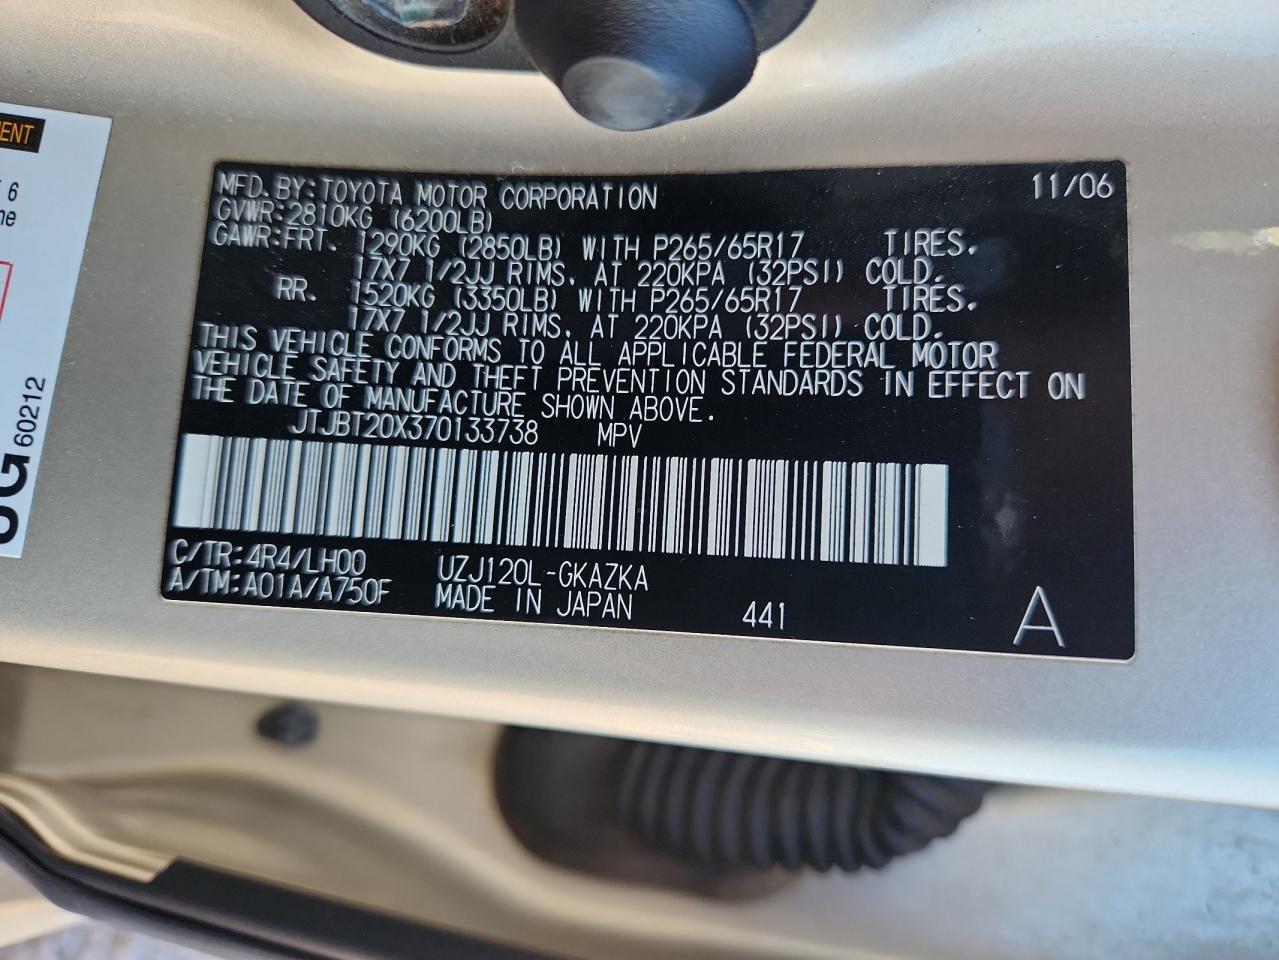 MENT
6
me
UG
60212
MFD. BY: TOYOTA MOTOR CORPORATION 11/06
GVWR: 2810KG (6200LB)
GAWR: FRT. 1290KG (2850LB) WITH P265/65R17 TIRES.
17X7 1/2JJ RIMS. AT 220KPA (32PSI) COLD.
RR. 1520KG (3350LB) WITH P265/65R17 TIRES.
17X7 1/2JJ RIMS. AT 220KPA (32PSI) COLD.
THIS VEHICLE CONFORMS TO ALL APPLICABLE FEDERAL MOTOR
VEHICLE SAFETY AND THEFT PREVENTION STANDARDS IN EFFECT ON
THE DATE OF MANUFACTURE SHOWN ABOVE.
JTJBT20X370133738 MPV
C/TR: 4R4/LH00 UZJ120L-GKAZKA
A/TM: A01A/A750F MADE IN JAPAN 441 A